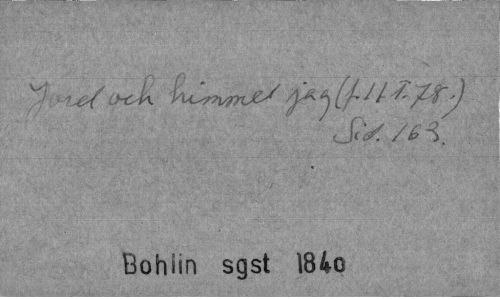 Jord och himmel jag (f. 11 T. 78.)
Sid. 163.
Bohlin sgst 1840